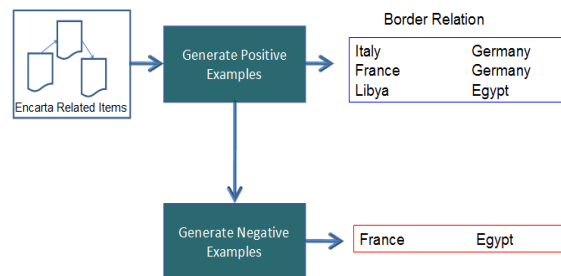 Border Relation
Generate Positive
Examples
Italy Germany
France Germany
Libya Egypt
Encarta Related Items
Generate Negative
Examples
France Egypt